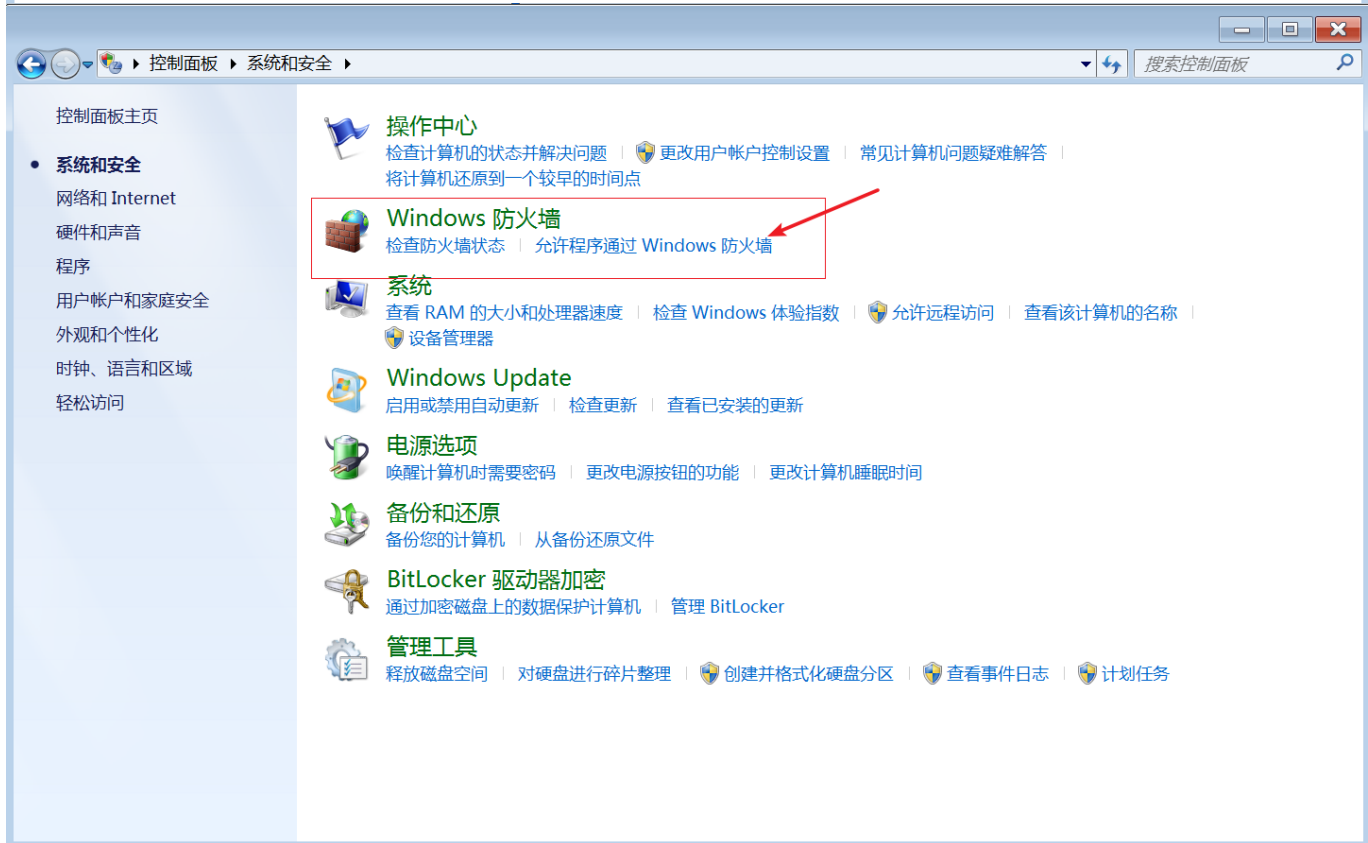 控制面板 系统和安全
搜索控制面板
控制面板主页
系统和安全
网络和 Internet
硬件和声音
程序
用户帐户和家庭安全
外观和个性化
时钟、语言和区域
轻松访问
操作中心
检查计算机的状态并解决问题 更改用户帐户控制设置 常见计算机问题疑难解答
将计算机还原到一个较早的时间点
Windows 防火墙
检查防火墙状态 允许程序通过 Windows 防火墙
系统
查看 RAM 的大小和处理器速度 检查 Windows 体验指数 允许远程访问 查看该计算机的名称
设备管理器
Windows Update
启用或禁用自动更新 检查更新 查看已安装的更新
电源选项
唤醒计算机时需要密码 更改电源按钮的功能 更改计算机睡眠时间
备份和还原
备份您的计算机 从备份还原文件
BitLocker 驱动器加密
通过加密磁盘上的数据保护计算机 管理 BitLocker
管理工具
释放磁盘空间 对硬盘进行碎片整理 创建并格式化硬盘分区 查看事件日志 计划任务